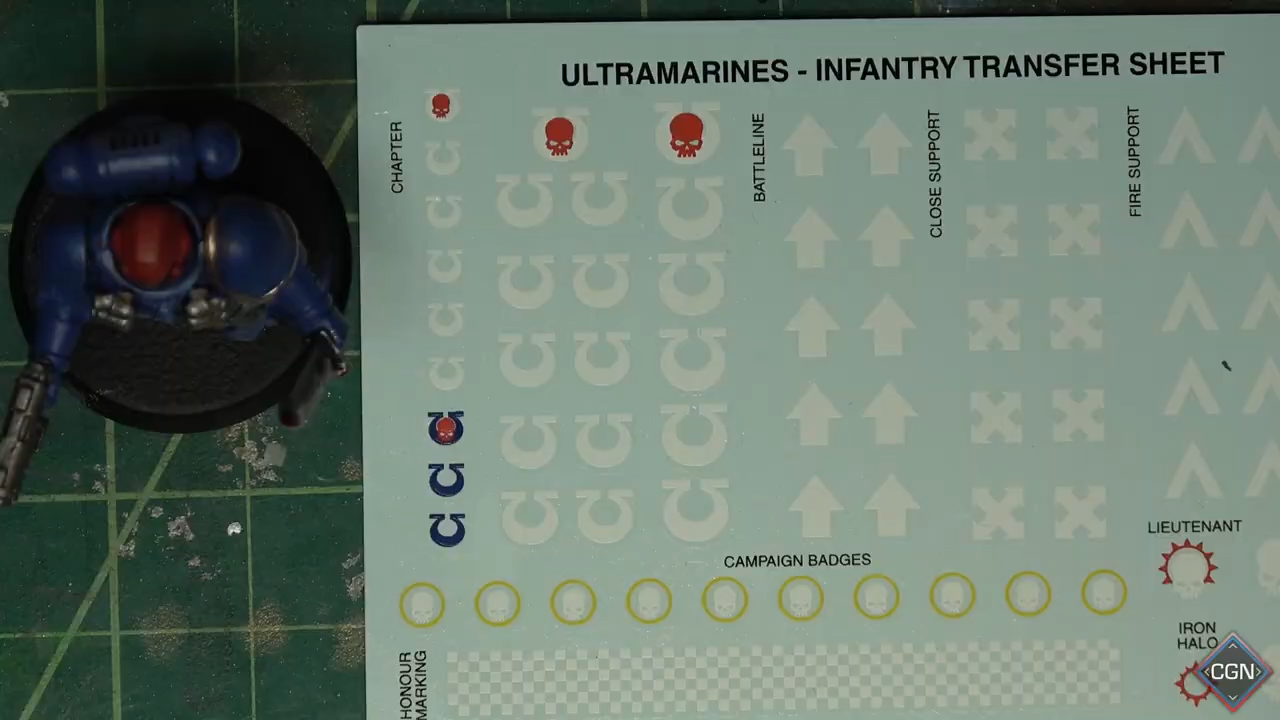 ULTRAMARINES - INFANTRY TRANSFER SHEET
CHAPTER
BATTLELINE
CLOSE SUPPORT
FIRE SUPPORT
LIEUTENANT
CAMPAIGN BADGES
IRON
HALO
HONOUR
MARKING
CGN